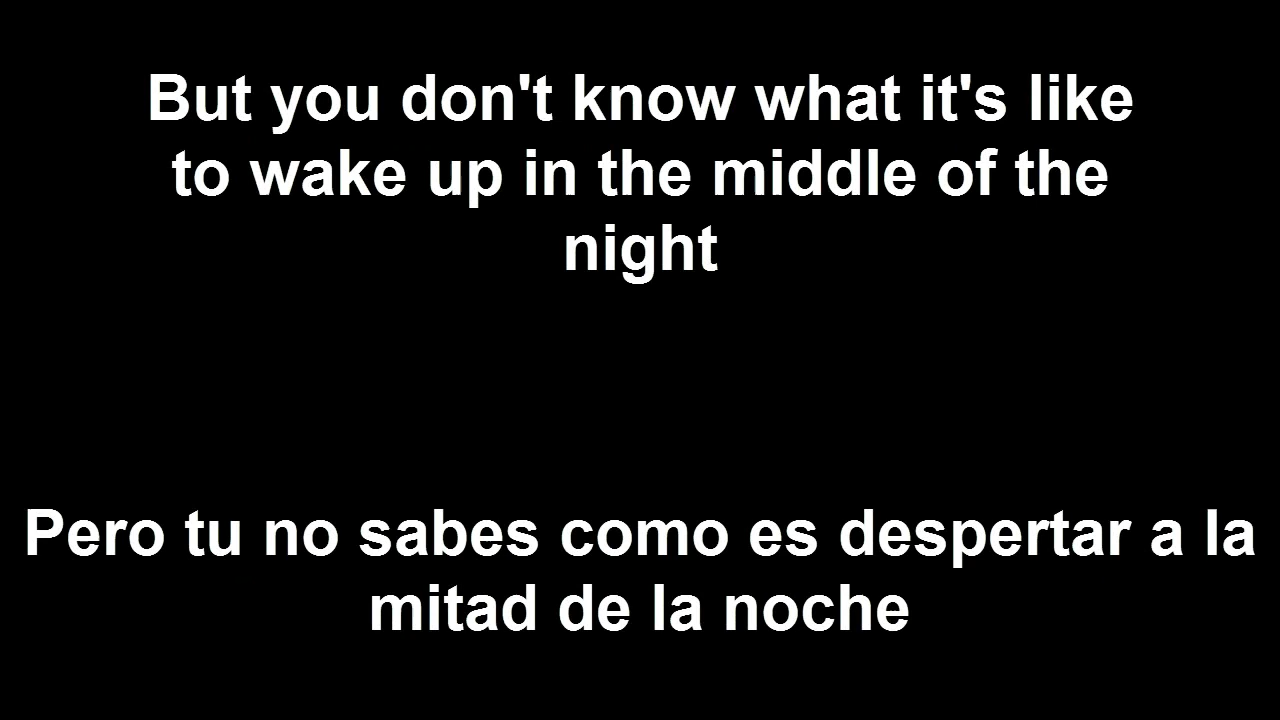 But you don't know what it's like
to wake up in the middle of the
night
Pero tu no sabes como es despertar a la
mitad de la noche